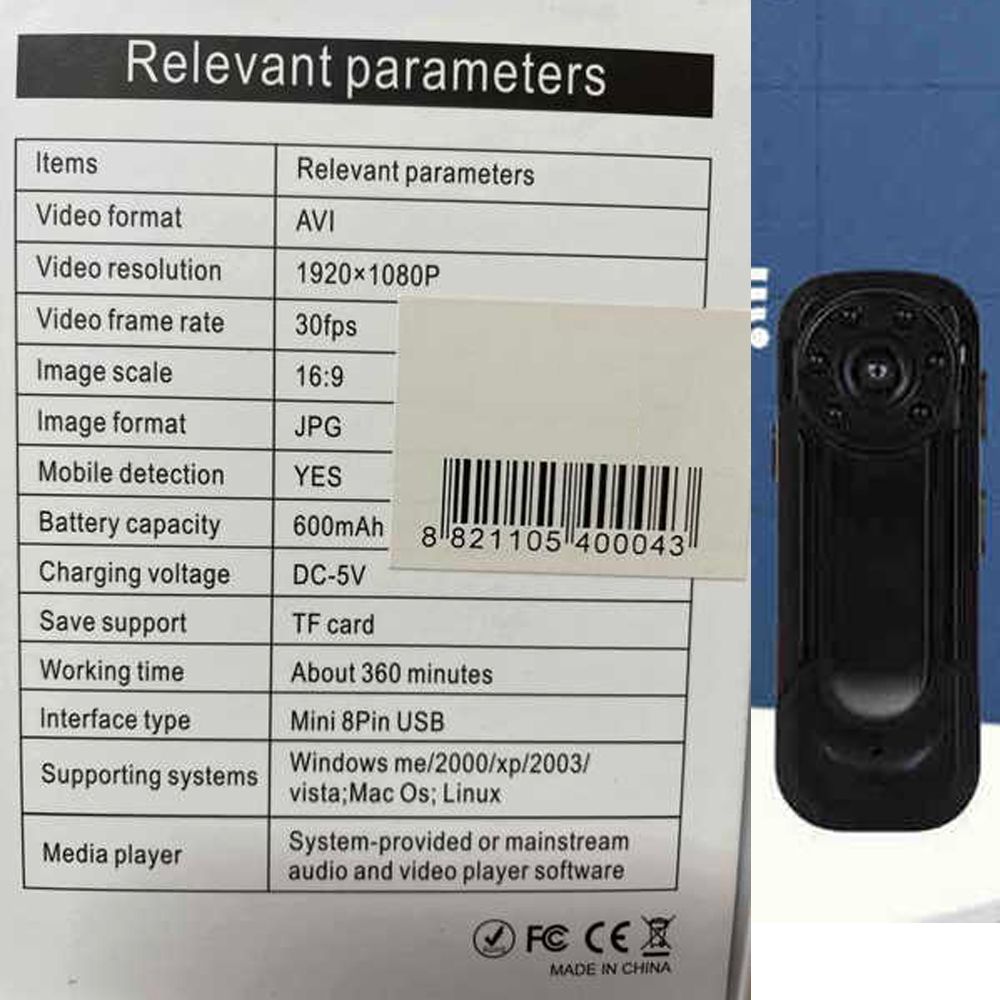 Relevant parameters
Items Relevant parameters
Video format AVI
Video resolution 1920×1080P
Video frame rate 30fps
Image scale 16:9
Image format JPG
Mobile detection YES
Battery capacity 600mAh
8 821105 400043
Charging voltage DC-5V
Save support TF card
Working time About 360 minutes
Interface type Mini 8Pin USB
Supporting systems Windows me/2000/xp/2003/
vista;Mac Os; Linux
Media player System-provided or mainstream
audio and video player software
FC CE
MADE IN CHINA